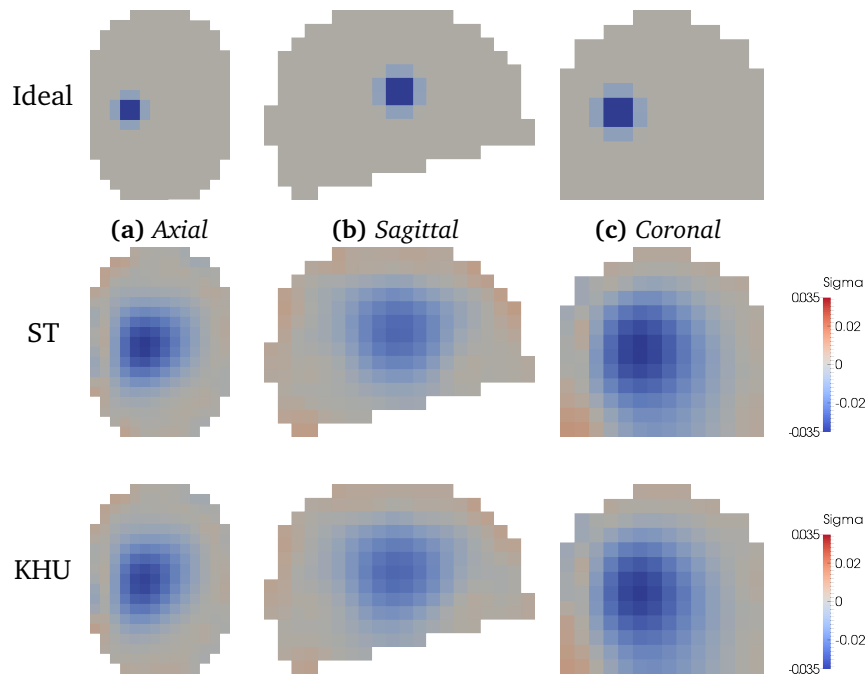 Ideal
(a) Axial
(b) Sagittal
(c) Coronal
ST
Sigma
0.035
0.02
0
-0.02
-0.035
KHU
Sigma
0.035
0.02
0
-0.02
-0.035